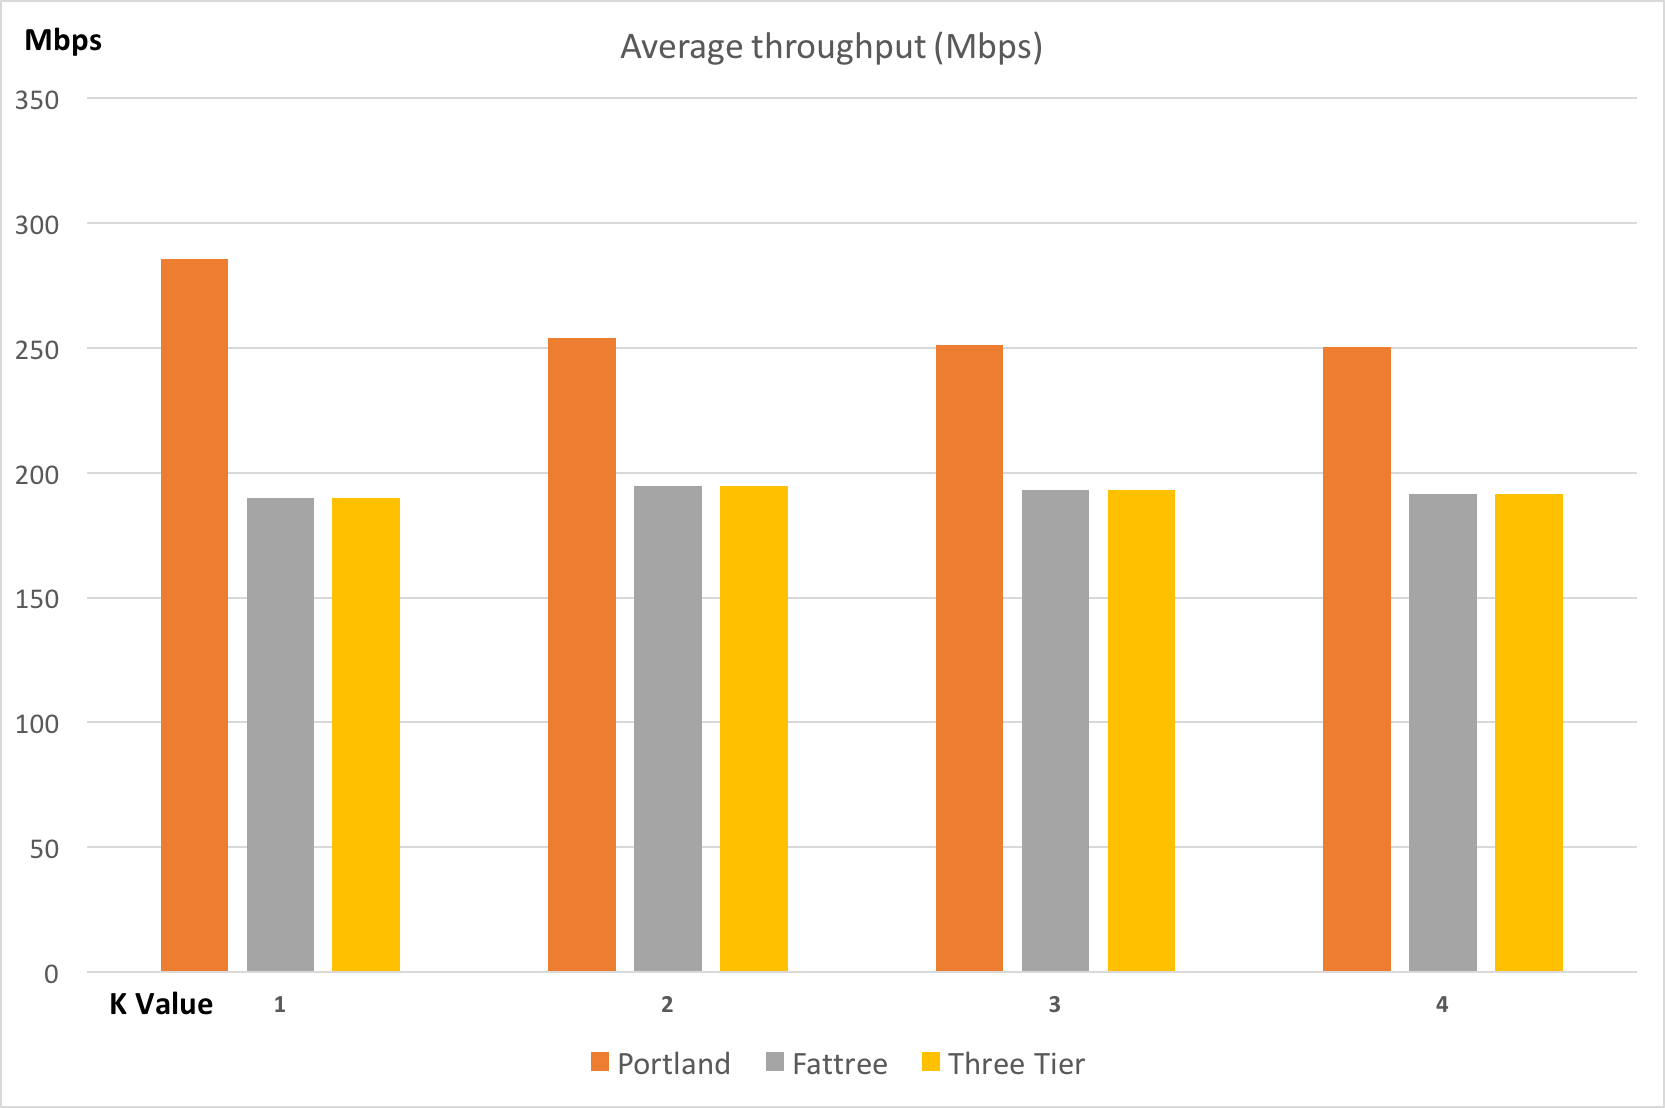 Mbps
Average throughput (Mbps)
350
300
250
200
150
100
50
0
K Value 1 2 3 4
Portland Fattree Three Tier